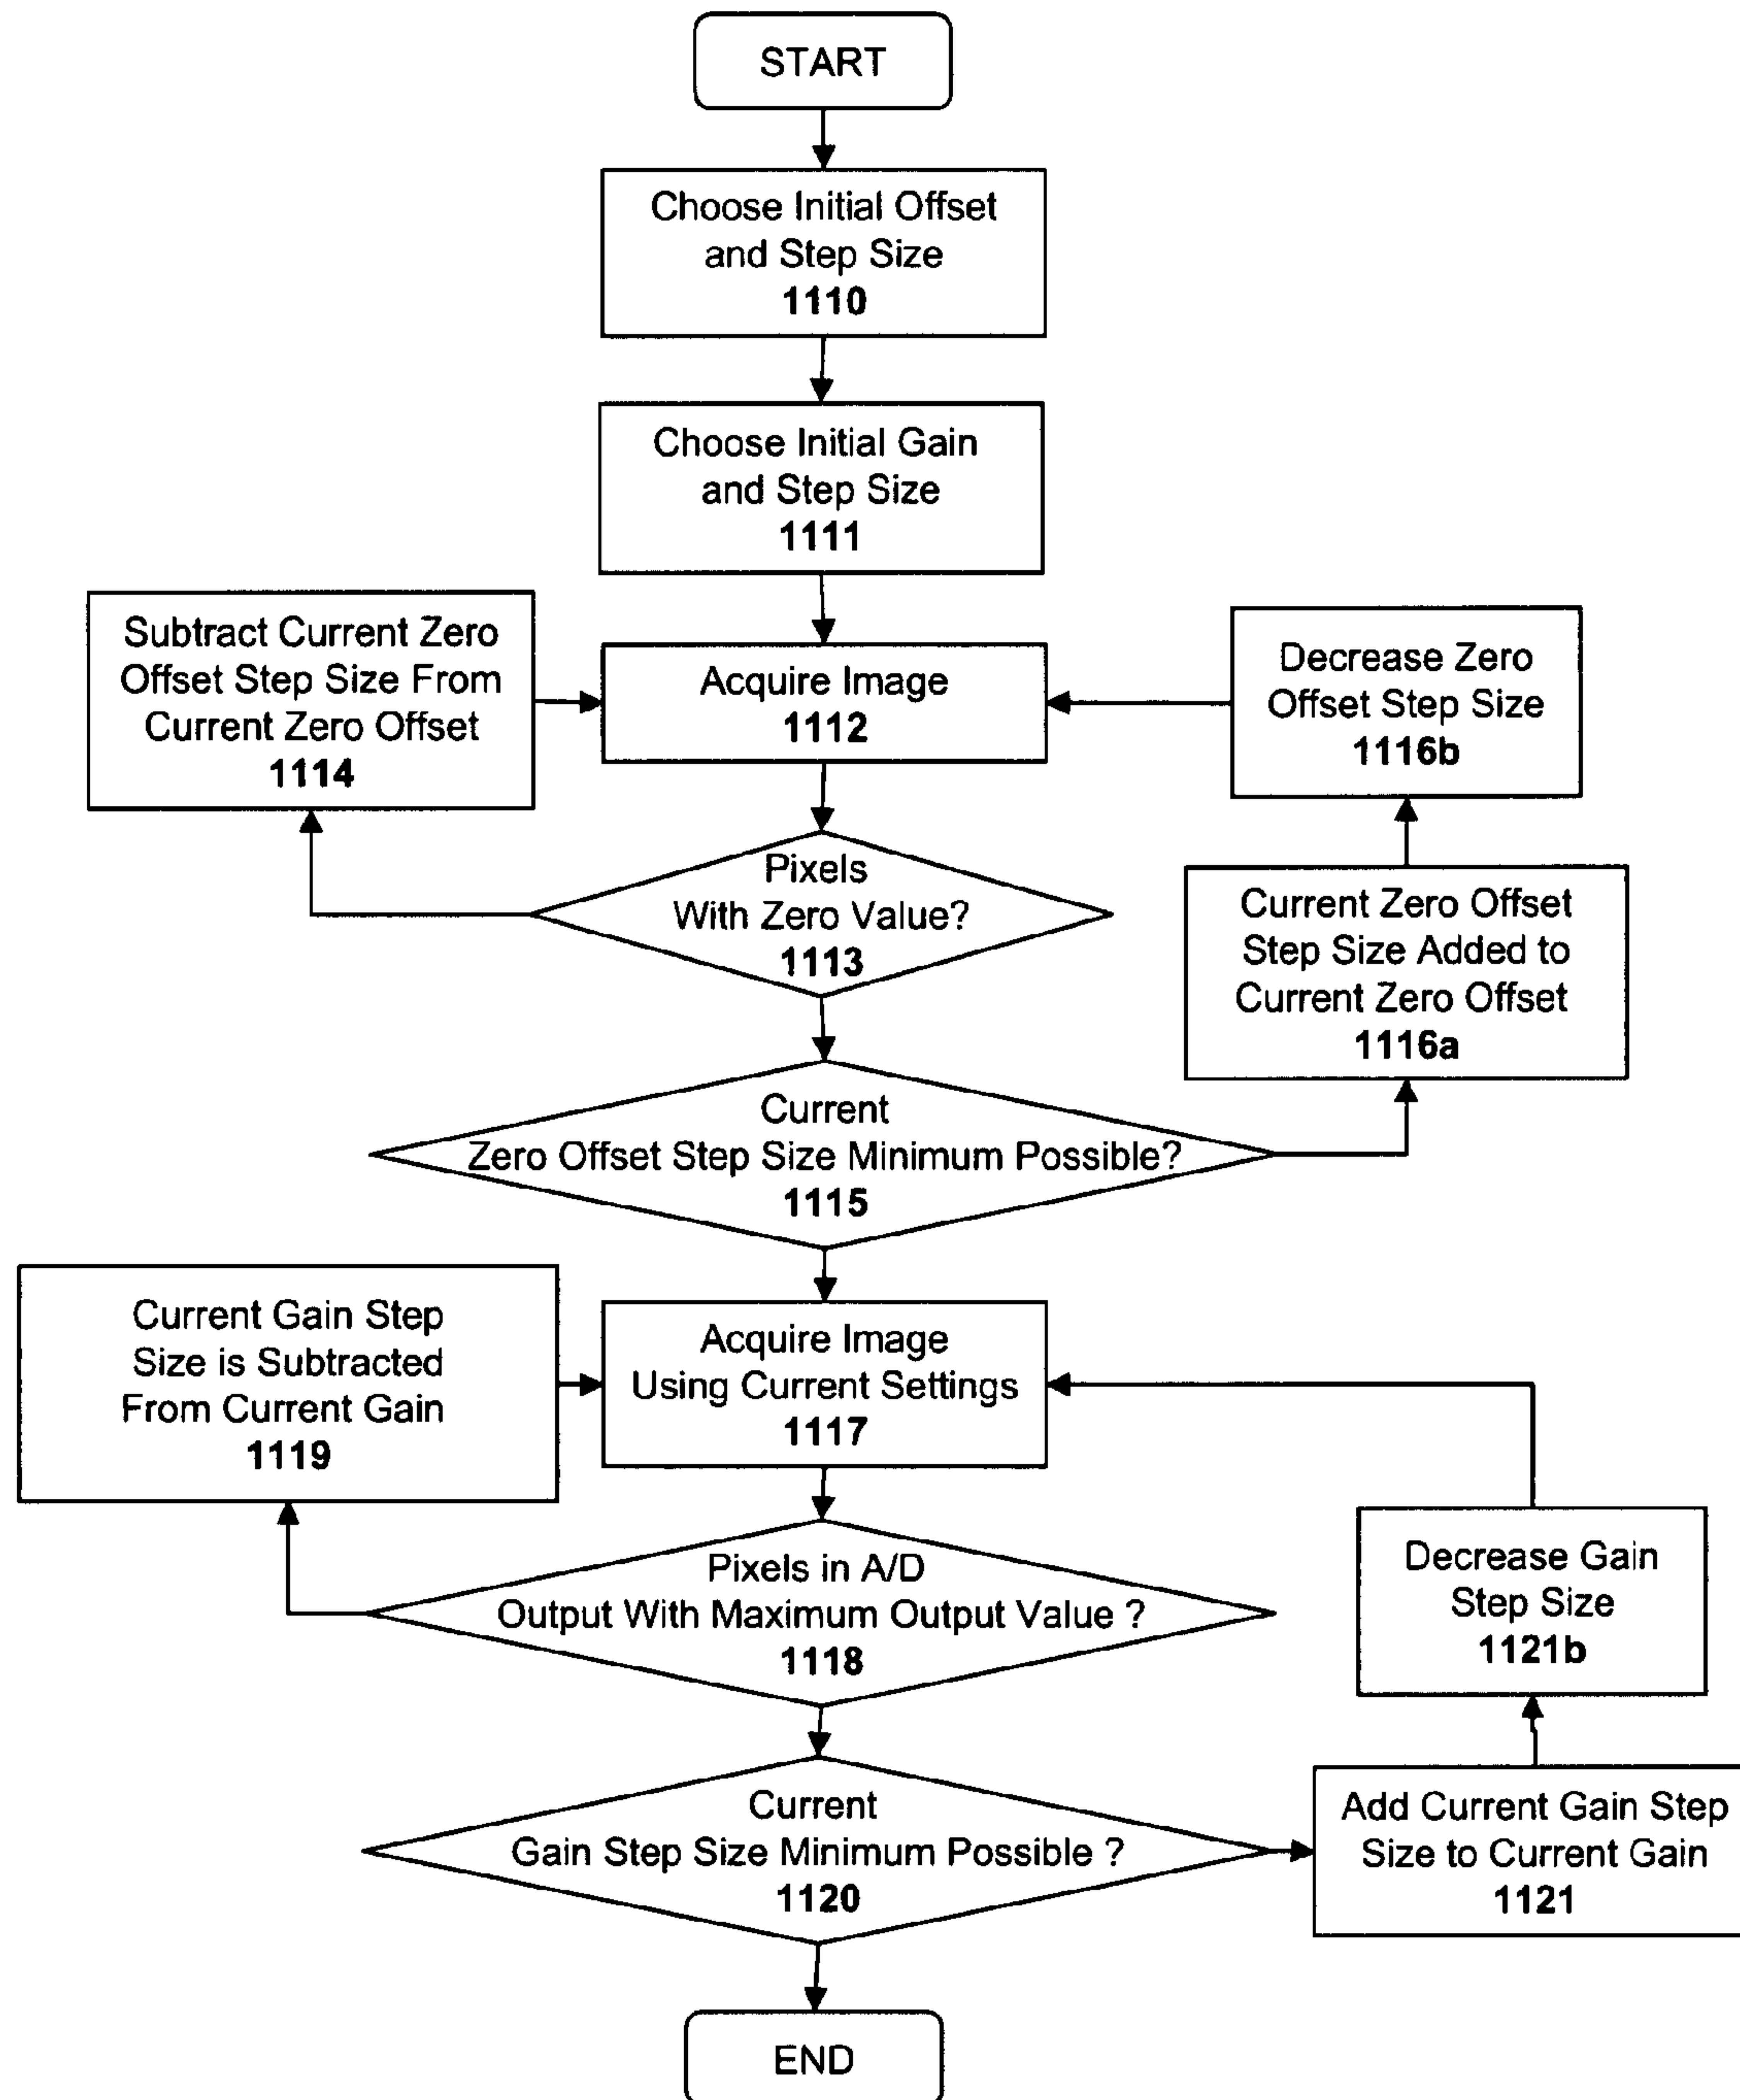 START
Choose Initial Offset
and Step Size
1110
Choose Initial Gain
and Step Size
1111
Subtract Current Zero
Offset Step Size From
Current Zero Offset
1114
Acquire Image
1112
Decrease Zero
Offset Step Size
1116b
Pixels
With Zero Value?
1113
Current Zero Offset
Step Size Added to
Current Zero Offset
1116a
Current
Zero Offset Step Size Minimum Possible?
1115
Current Gain Step
Size is Subtracted
From Current Gain
1119
Acquire Image
Using Current Settings
1117
Pixels in A/D
Output With Maximum Output Value ?
1118
Decrease Gain
Step Size
1121b
Current
Gain Step Size Minimum Possible ?
1120
Add Current Gain Step
Size to Current Gain
1121
END